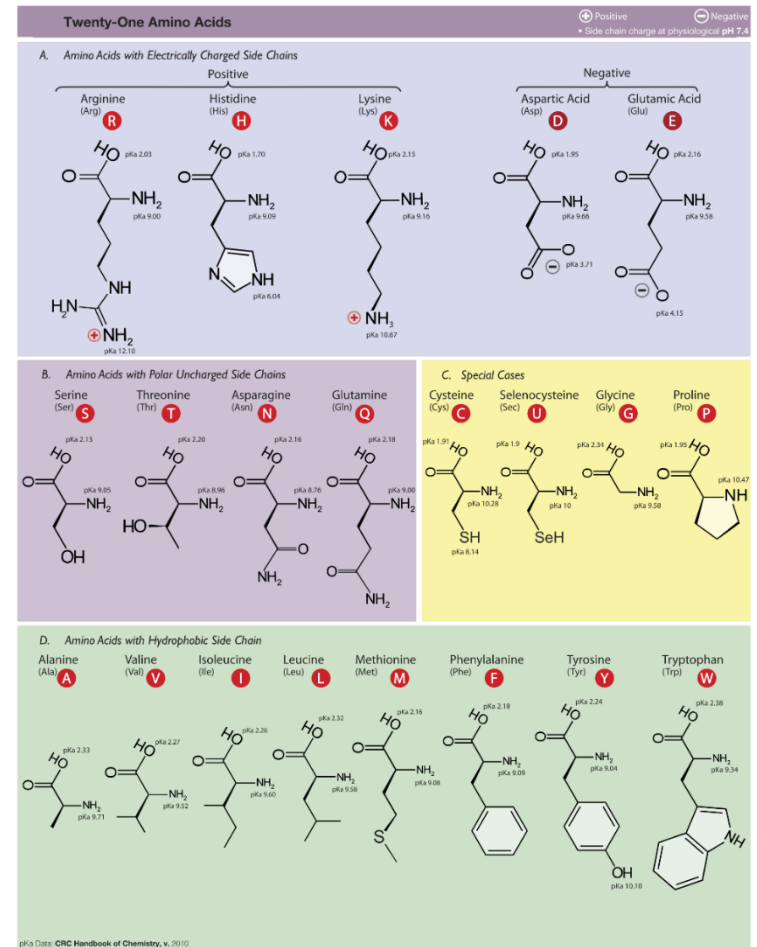 Twenty-One Amino Acids
+ Positive
− Negative
• Side chain charge at physiological pH 7.4
A. Amino Acids with Electrically Charged Side Chains
Positive
Negative
Arginine
(Arg) R
Histidine
(His) H
Lysine
(Lys) K
Aspartic Acid
(Asp) D
Glutamic Acid
(Glu) E
HO pKa 2.03
O
NH2
pKa 9.00
NH
H2N
+ NH2
pKa 12.10
HO pKa 1.70
O
NH2
pKa 9.09
N
NH
pKa 6.04
HO pKa 2.15
O
NH2
pKa 9.16
+ NH3
pKa 10.67
HO pKa 1.95
O
NH2
pKa 9.66
O
O
− pKa 3.71
HO pKa 2.16
O
NH2
pKa 9.58
O
− O
pKa 4.15
B. Amino Acids with Polar Uncharged Side Chains
Serine
(Ser) S
Threonine
(Thr) T
Asparagine
(Asn) N
Glutamine
(Gln) Q
pKa 2.13
HO
O
pKa 9.05
NH2
OH
pKa 2.20
HO
O
pKa 8.96
NH2
HO
pKa 2.16
HO
O
pKa 8.76
NH2
O
NH2
pKa 2.18
HO
O
pKa 9.00
NH2
O
NH2
C. Special Cases
Cysteine
(Cys) C
Selenocysteine
(Sec) U
Glycine
(Gly) G
Proline
(Pro) P
pKa 1.91 HO
O
NH2
pKa 10.28
SH
pKa 8.14
pKa 1.9 HO
O
NH2
pKa 10
SeH
pKa 2.34 HO
O
NH2
pKa 9.58
pKa 1.95 HO
O
pKa 10.47
NH
D. Amino Acids with Hydrophobic Side Chain
Alanine
(Ala) A
Valine
(Val) V
Isoleucine
(Ile) I
Leucine
(Leu) L
Methionine
(Met) M
Phenylalanine
(Phe) F
Tyrosine
(Tyr) Y
Tryptophan
(Trp) W
pKa 2.33
HO
O
NH2
pKa 9.71
HO pKa 2.27
O
NH2
pKa 9.52
HO pKa 2.26
O
NH2
pKa 9.60
pKa 2.32
HO
O
NH2
pKa 9.58
pKa 2.16
HO
O
NH2
pKa 9.08
S
pKa 2.18
HO
O
NH2
pKa 9.09
pKa 2.24
HO
O
NH2
pKa 9.04
OH
pKa 10.10
pKa 2.38
HO
O
NH2
pKa 9.34
NH
pKa Data: CRC Handbook of Chemistry, v. 2010